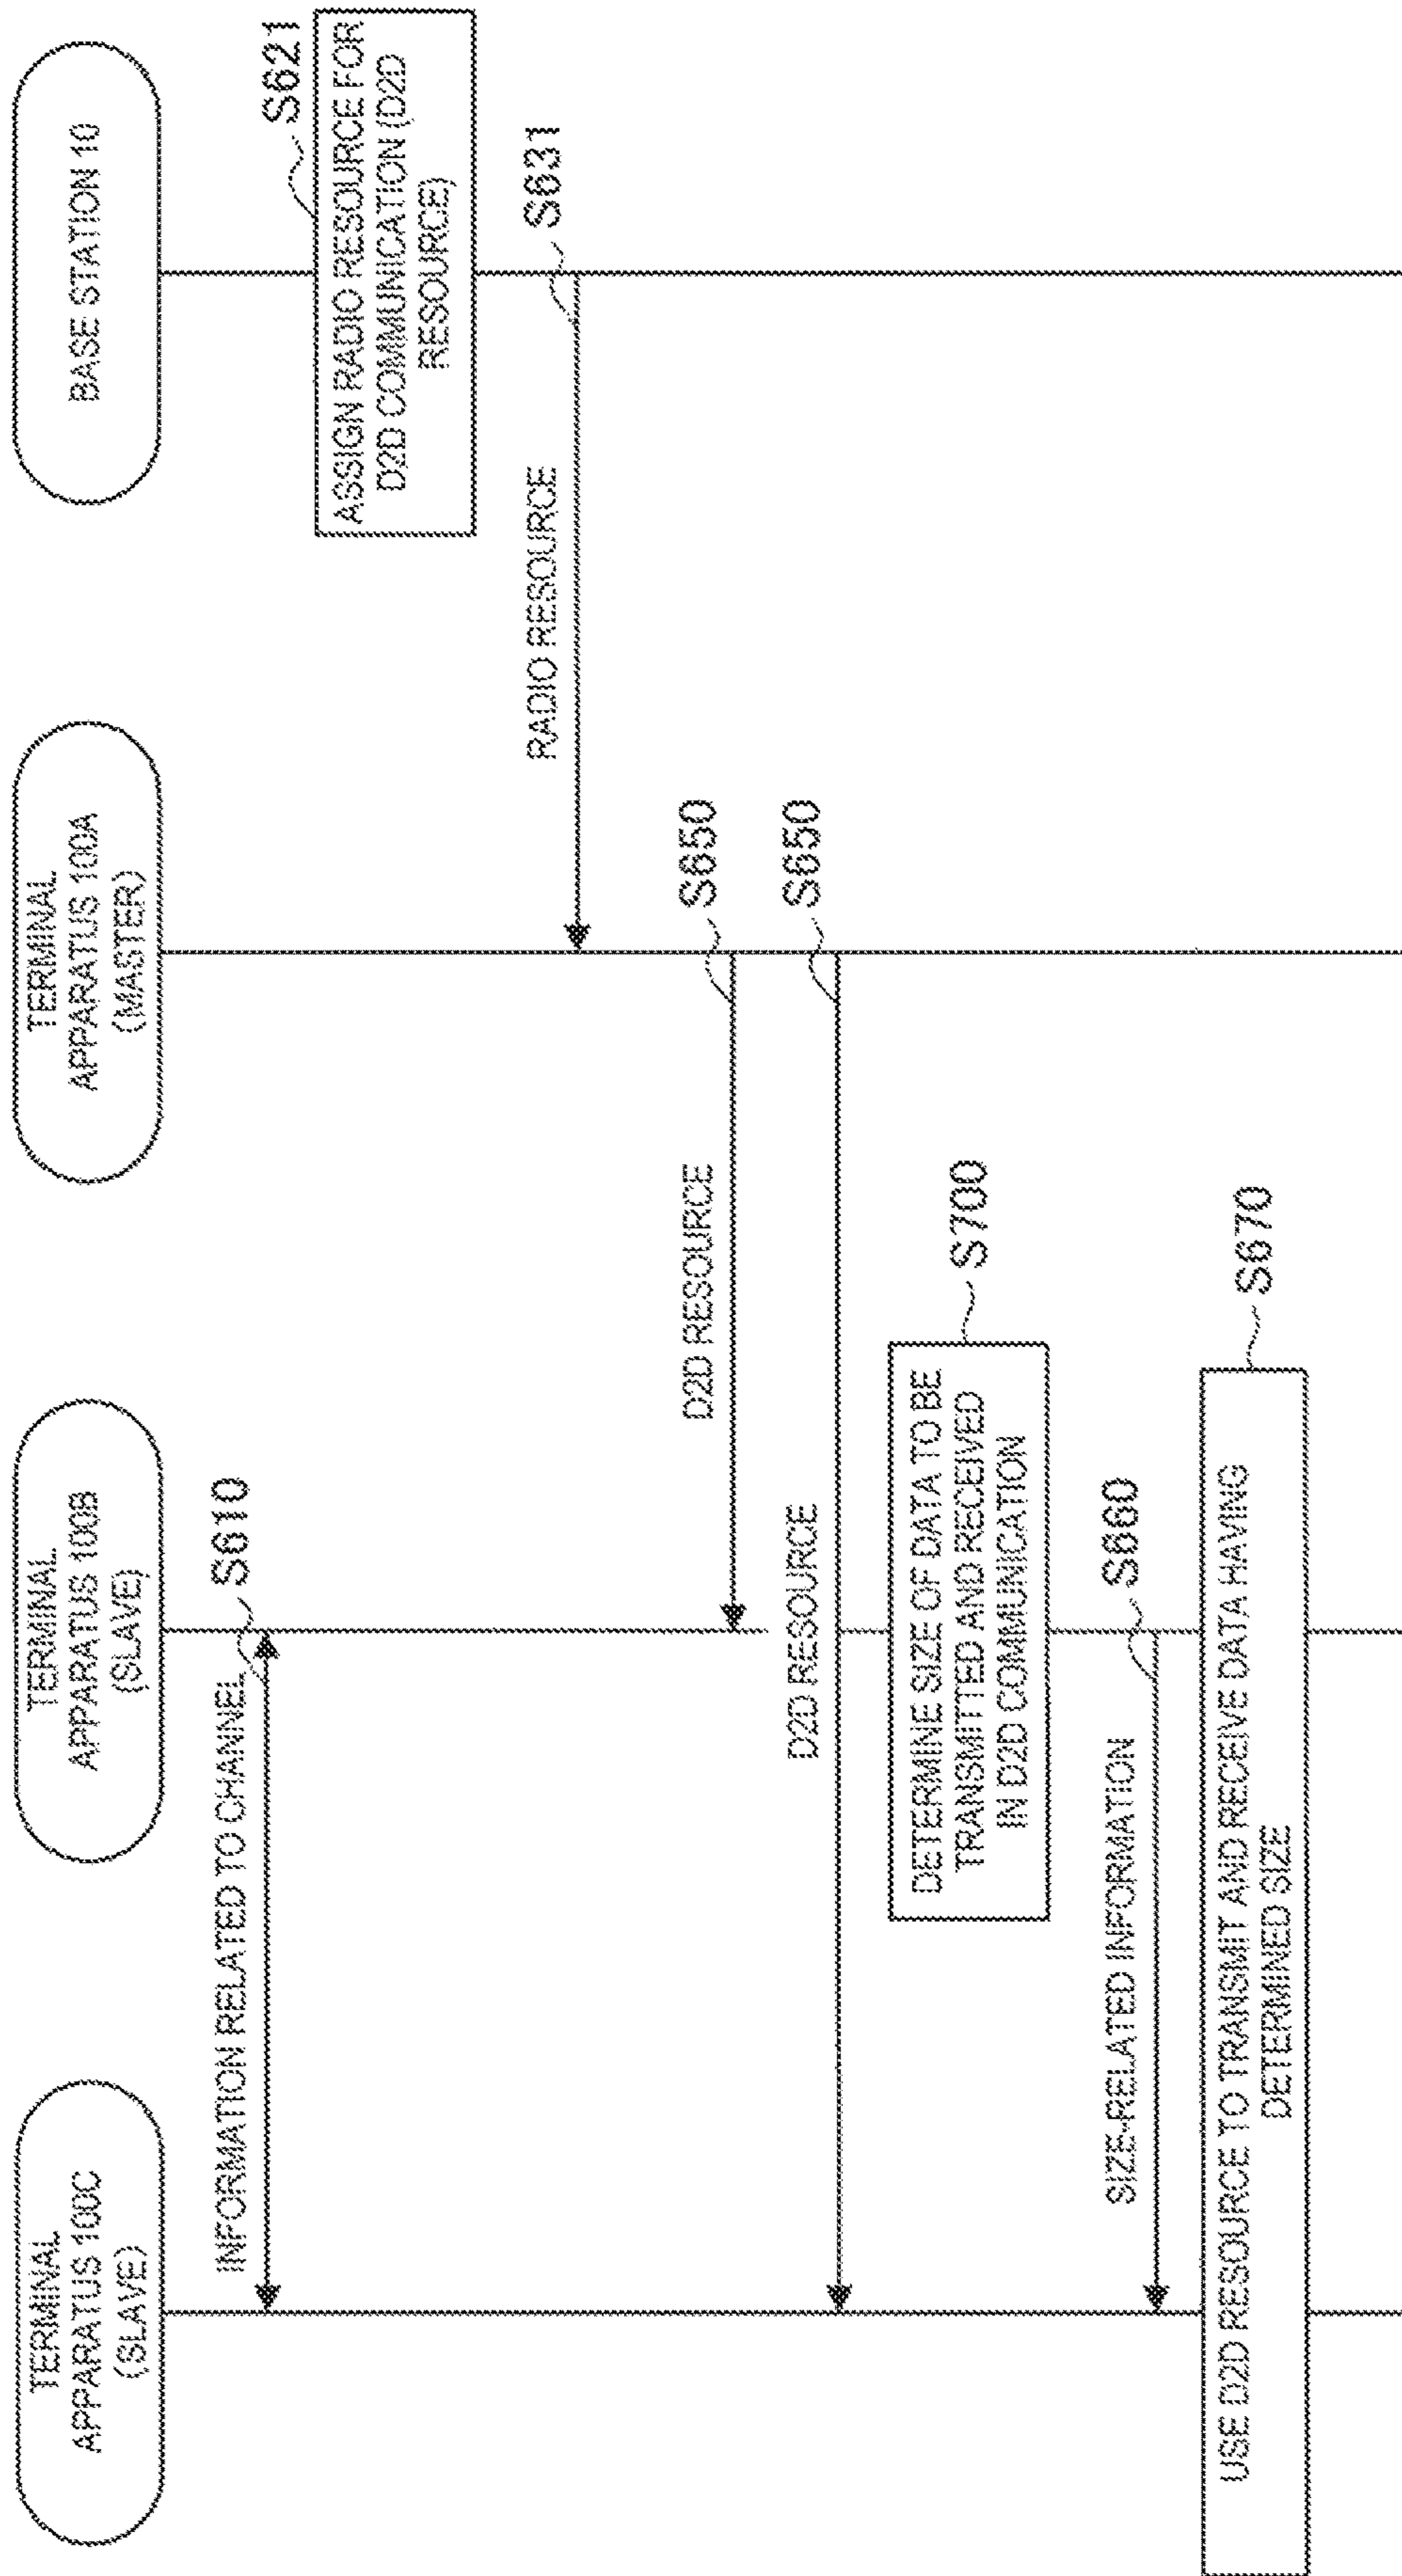 TERMINAL
APPARATUS 100C
(SLAVE)
TERMINAL
APPARATUS 100B
(SLAVE)
TERMINAL
APPARATUS 100A
(MASTER)
BASE STATION 10
INFORMATION RELATED TO CHANNEL
S610
S621
ASSIGN RADIO RESOURCE FOR
D2D COMMUNICATION (D2D
RESOURCE)
RADIO RESOURCE
S631
D2D RESOURCE
S650
D2D RESOURCE
S650
DETERMINE SIZE OF DATA TO BE
TRANSMITTED AND RECEIVED
IN D2D COMMUNICATION
S700
SIZE-RELATED INFORMATION
S660
USE D2D RESOURCE TO TRANSMIT AND RECEIVE DATA HAVING
DETERMINED SIZE
S670